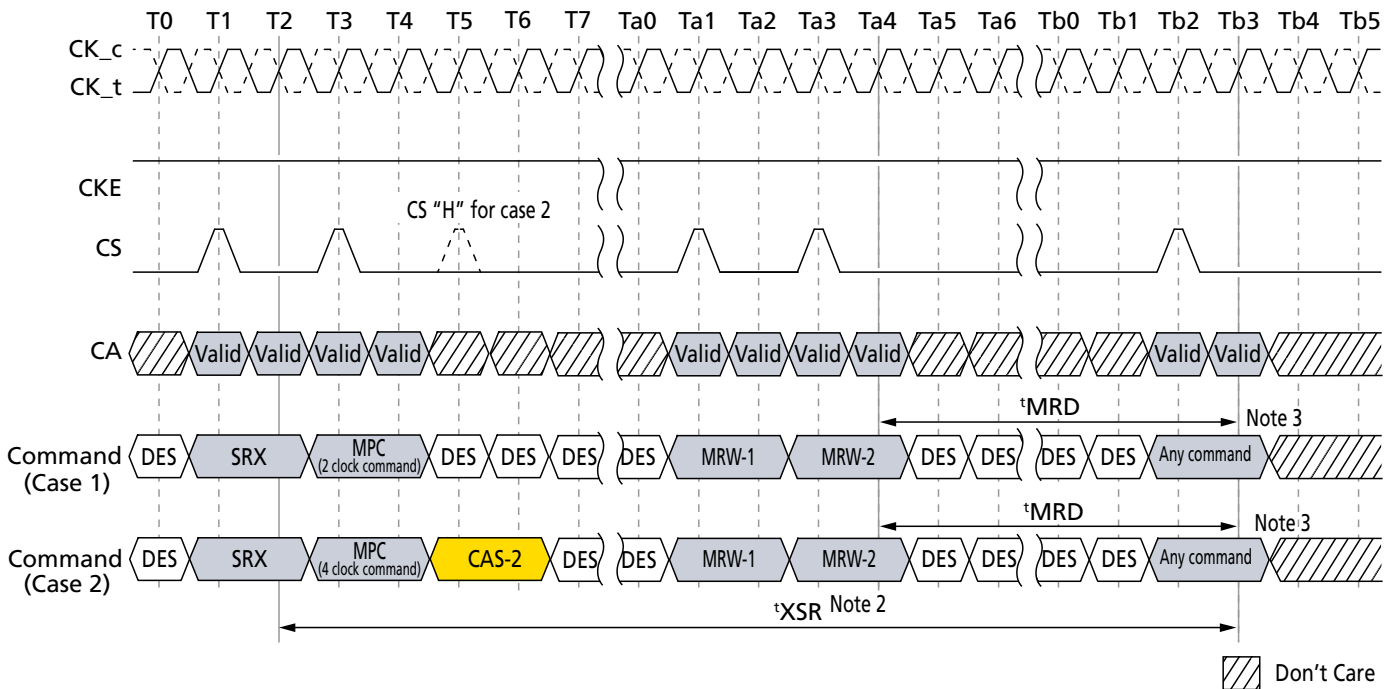 T0 T1 T2 T3 T4 T5 T6 T7 Ta0 Ta1 Ta2 Ta3 Ta4 Ta5 Ta6 Tb0 Tb1 Tb2 Tb3 Tb4 Tb5
CK_c
CK_t
CKE
CS "H" for case 2
CS
CA Valid Valid Valid Valid Valid Valid Valid Valid Valid Valid
tMRD Note 3
Command (Case 1) DES SRX MPC (2 clock command) DES DES DES DES MRW-1 MRW-2 DES DES DES DES Any command
tMRD Note 3
Command (Case 2) DES SRX MPC (4 clock command) CAS-2 DES DES MRW-1 MRW-2 DES DES DES DES Any command
tXSR Note 2
Don't Care